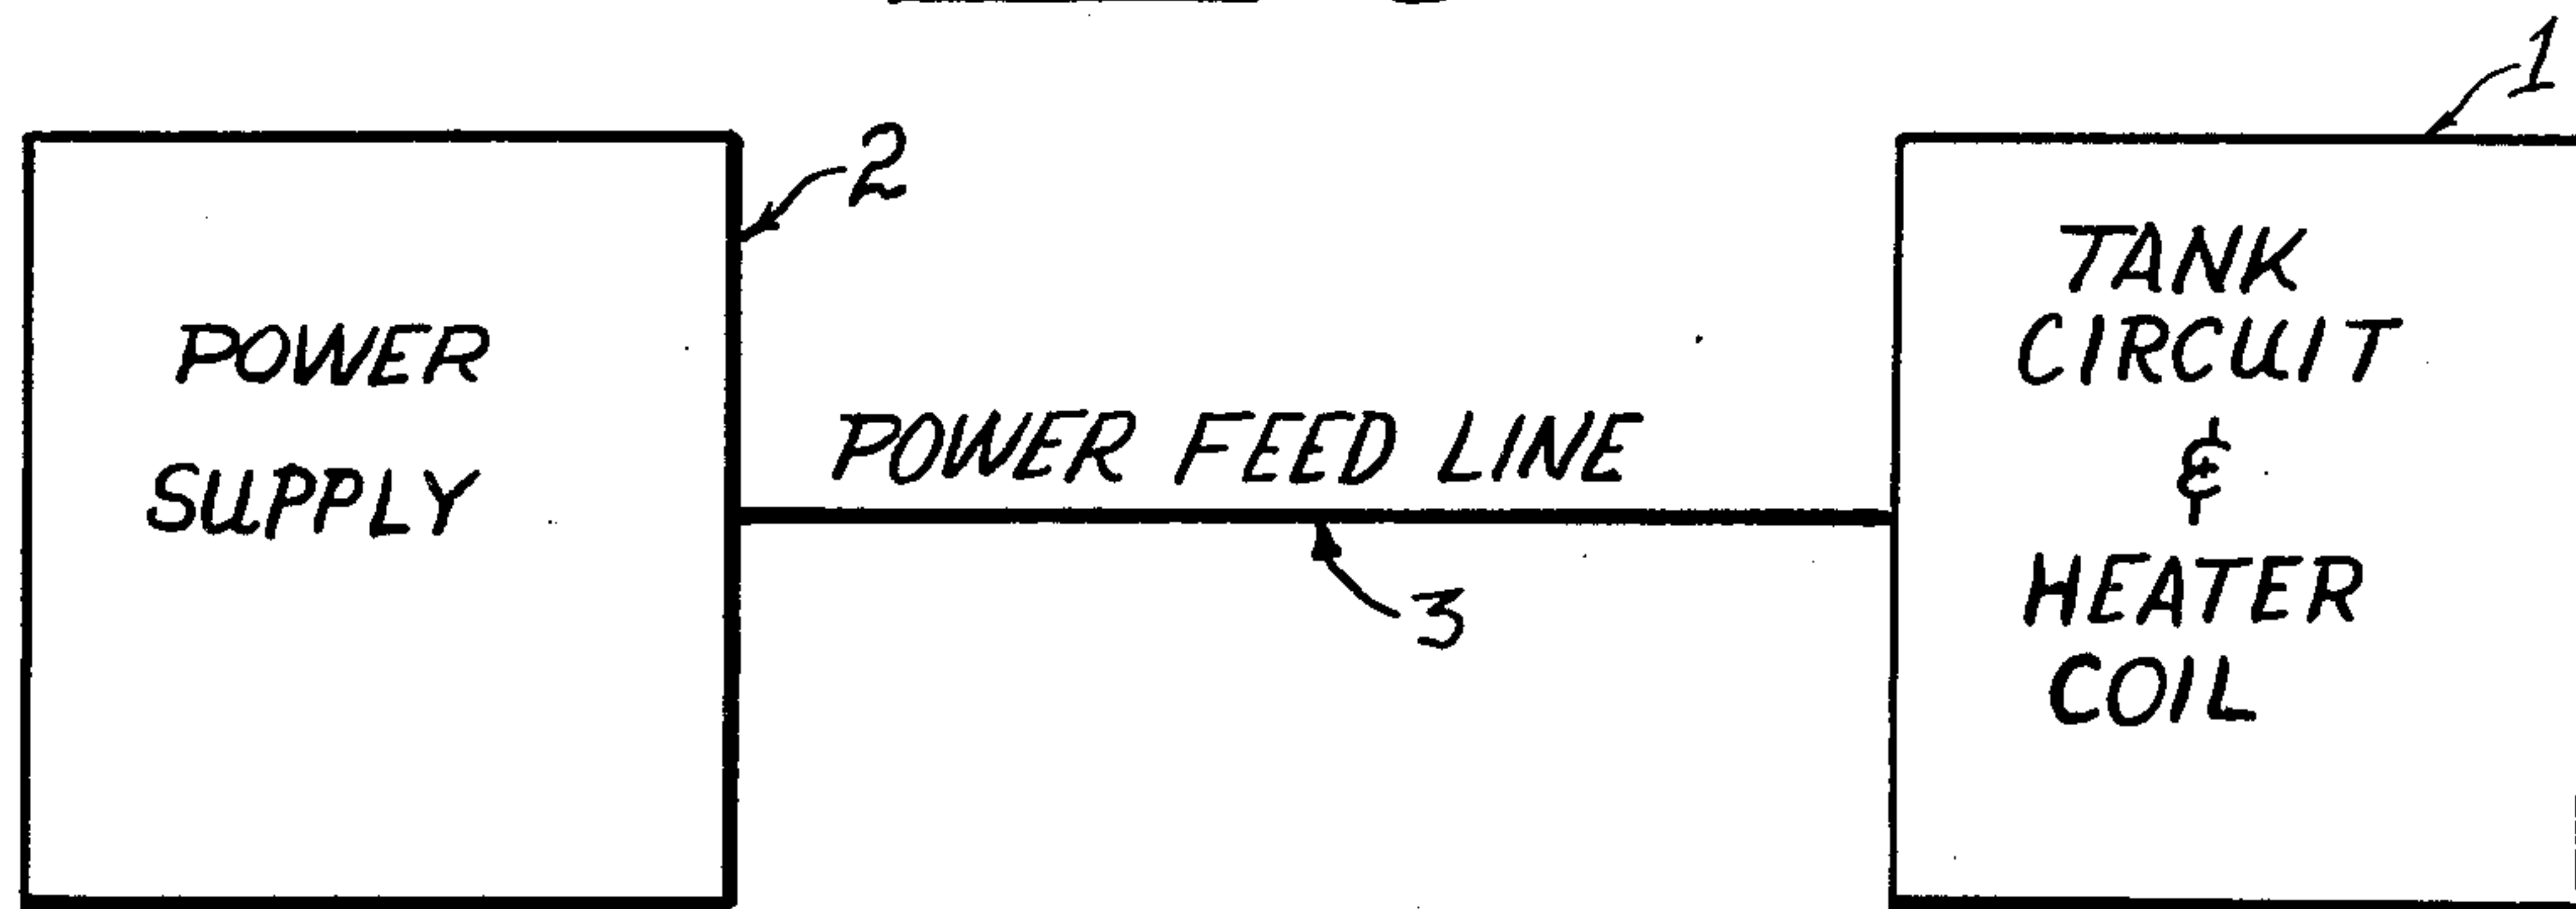 1
2
POWER
SUPPLY
POWER FEED LINE
3
TANK
CIRCUIT
&
HEATER
COIL